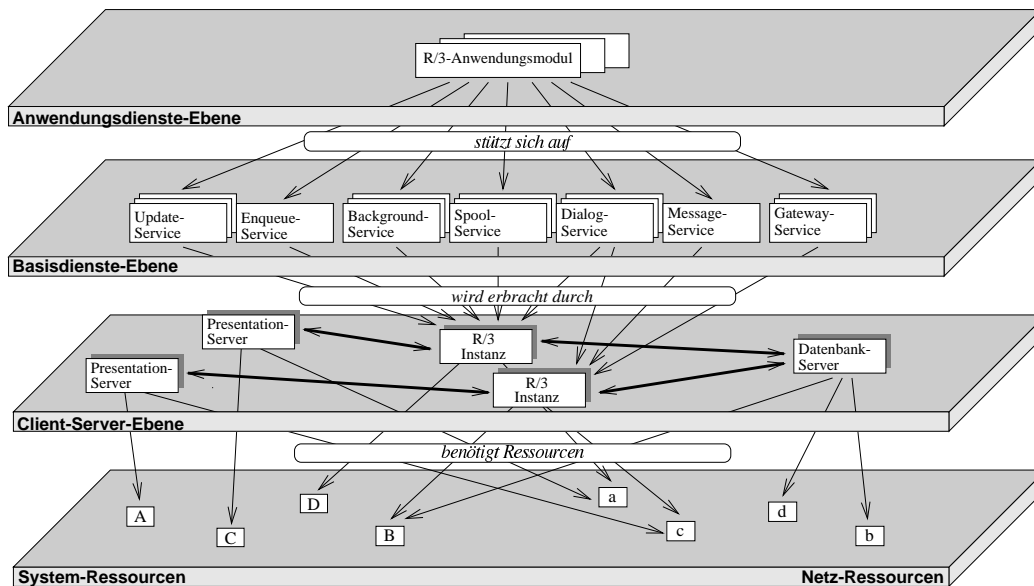 R/3-Anwendungsmodul
Anwendungsdienste-Ebene
stützt sich auf
Update-
Service
Enqueue-
Service
Background-
Service
Spool-
Service
Dialog-
Service
Message-
Service
Gateway-
Service
Basisdienste-Ebene
wird erbracht durch
Presentation-
Server
R/3
Instanz
Datenbank-
Server
Presentation-
Server
R/3
Instanz
Client-Server-Ebene
benötigt Ressourcen
A
C
D
B
a
c
d
b
System-Ressourcen
Netz-Ressourcen